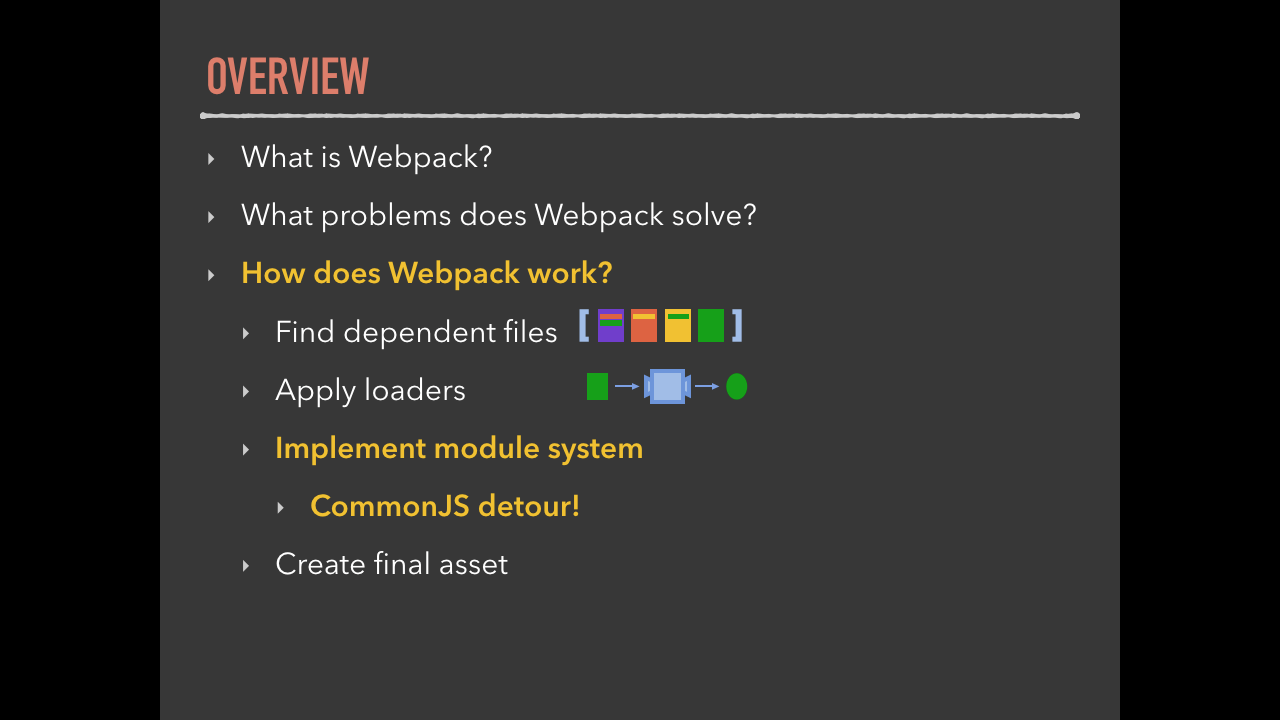 OVERVIEW
What is Webpack?
What problems does Webpack solve?
How does Webpack work?
Find dependent files
Apply loaders
Implement module system
CommonJS detour!
Create final asset